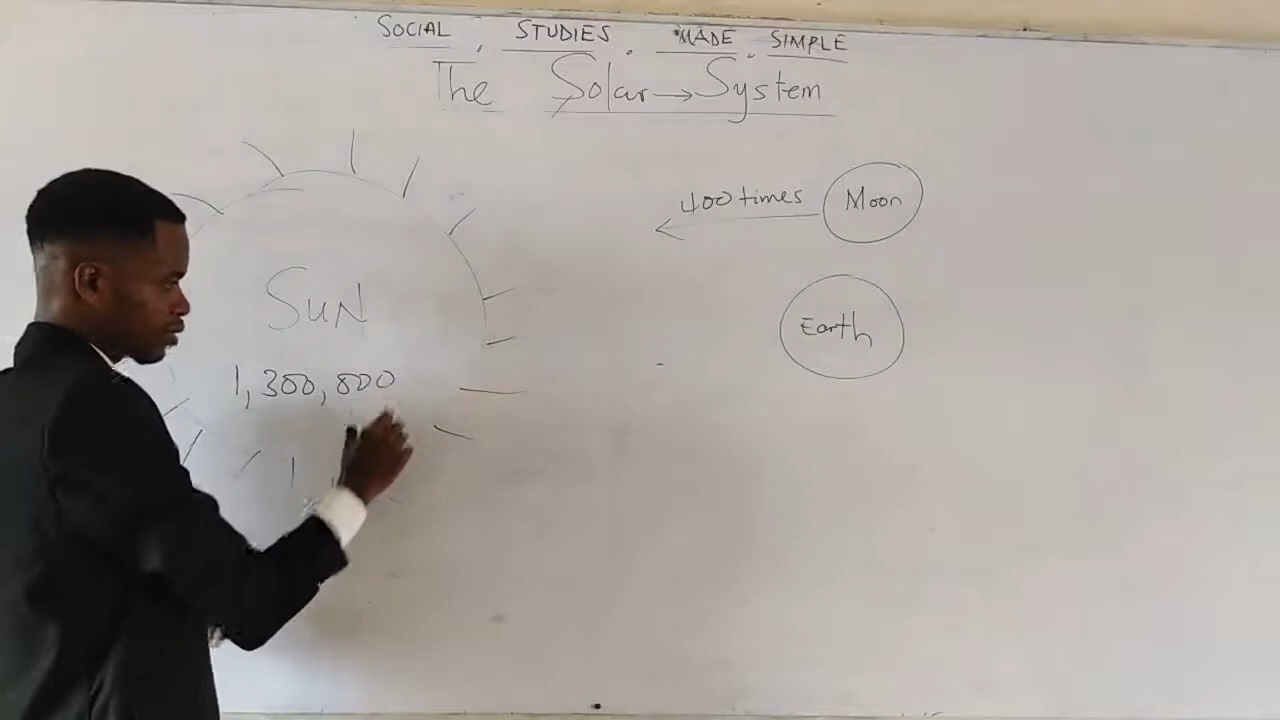 SOCIAL . STUDIES . MADE . SIMPLE
The Solar → System
400 times
Moon
SUN
Earth
1,300,000